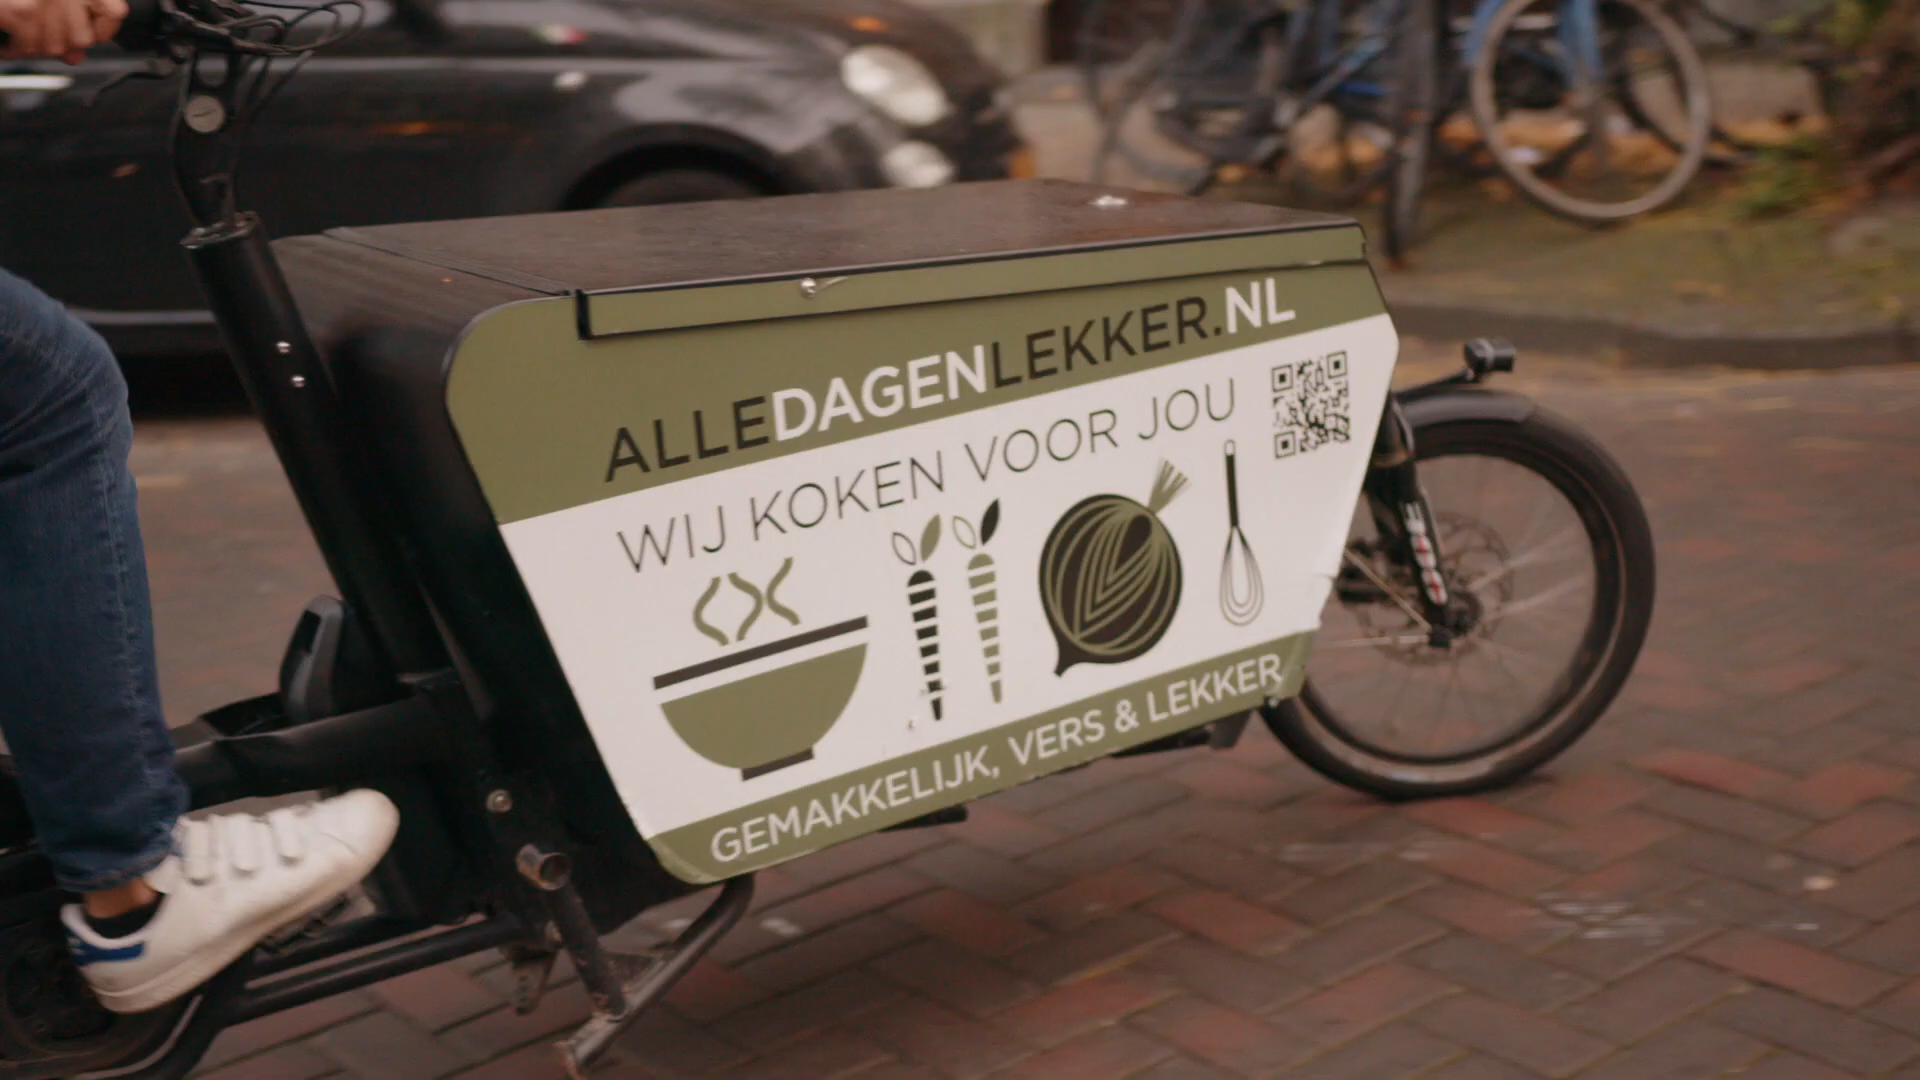 ALLEDAGENLEKKER.NL
WIJ KOKEN VOOR JOU
GEMAKKELIJK, VERS & LEKKER